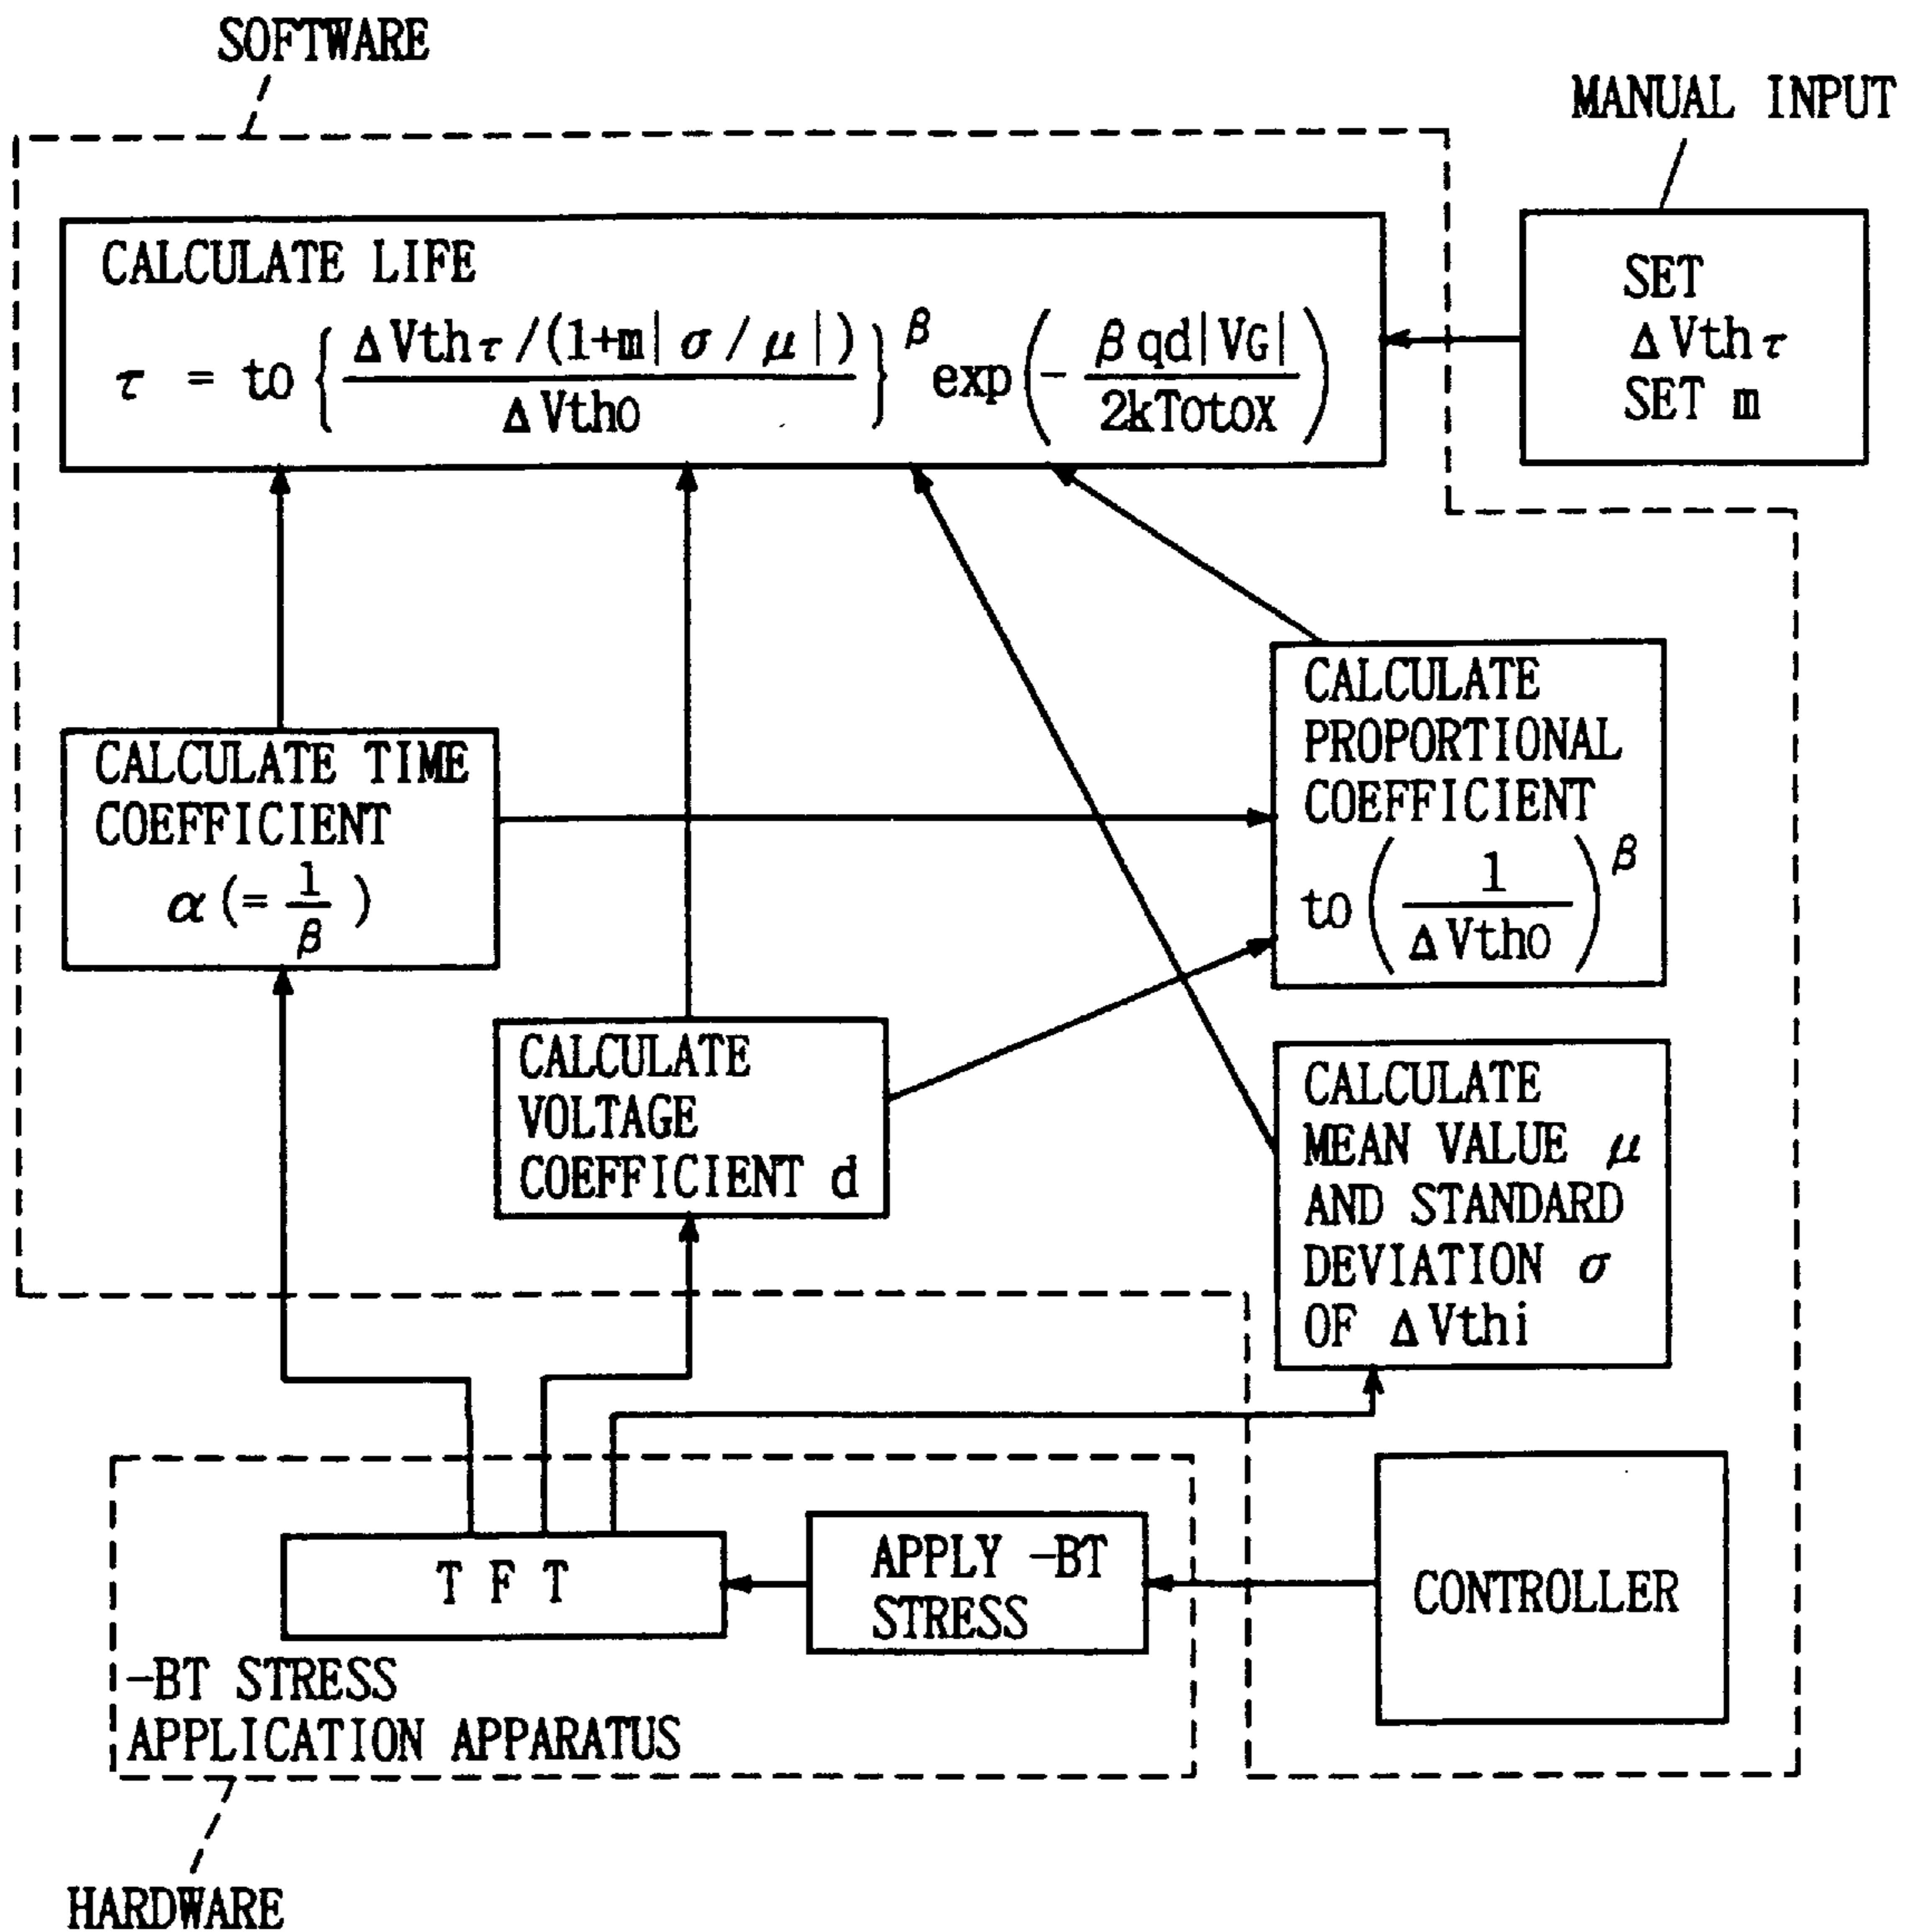 SOFTWARE
MANUAL INPUT
CALCULATE LIFE
τ = to { ΔVthτ/(1+m|σ/μ|) / ΔVtho }^β exp(− βqd|VG| / 2kTotox)
SET
ΔVthτ
SET m
CALCULATE TIME
COEFFICIENT
α(= 1/β )
CALCULATE
PROPORTIONAL
COEFFICIENT
to( 1 / ΔVtho )^β
CALCULATE
VOLTAGE
COEFFICIENT d
CALCULATE
MEAN VALUE μ
AND STANDARD
DEVIATION σ
OF ΔVthi
T F T
APPLY -BT
STRESS
CONTROLLER
-BT STRESS
APPLICATION APPARATUS
HARDWARE